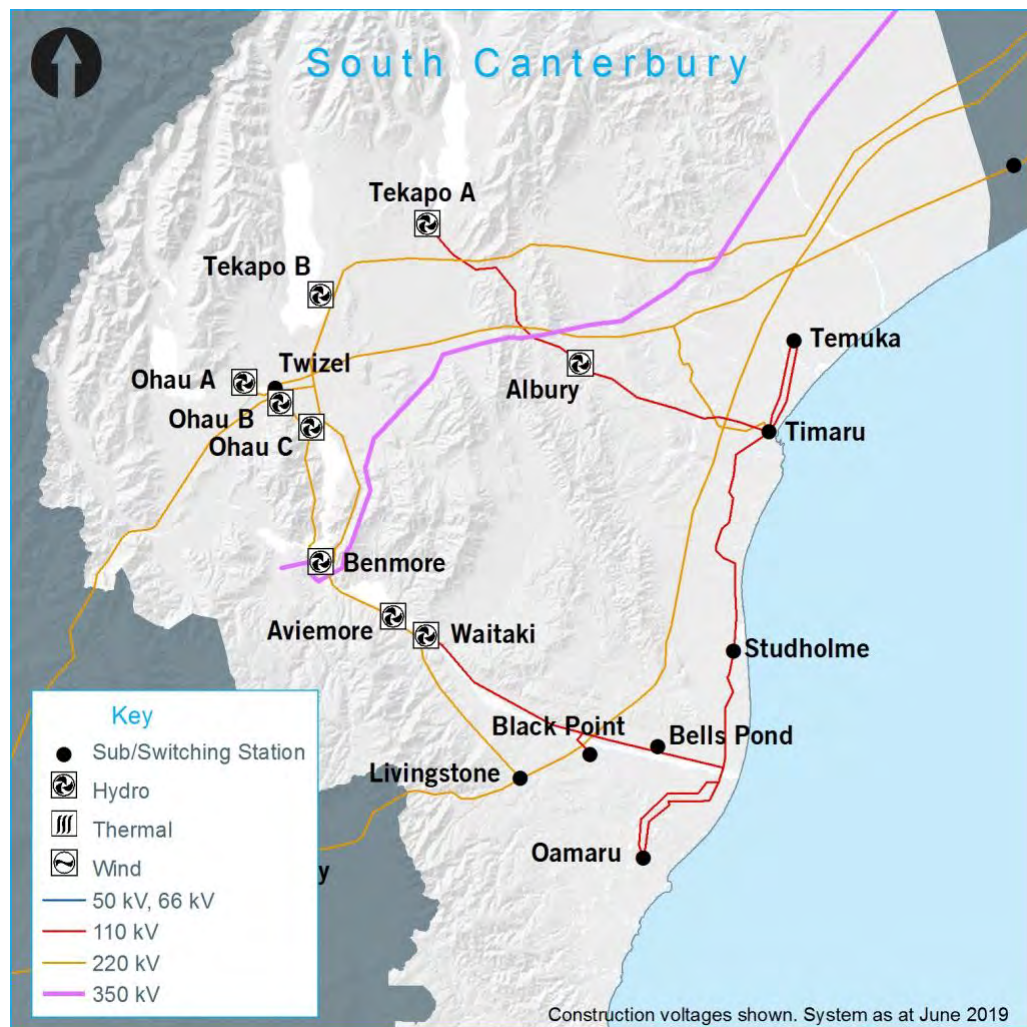 South Canterbury
Tekapo A
Tekapo B
Temuka
Twizel
Ohau A
Albury
Ohau B
Timaru
Ohau C
Benmore
Aviemore
Waitaki
Studholme
Black Point
Bells Pond
Livingstone
Oamaru
y
Key
Sub/Switching Station
Hydro
Thermal
Wind
50 kV, 66 kV
110 kV
220 kV
350 kV
Construction voltages shown. System as at June 2019